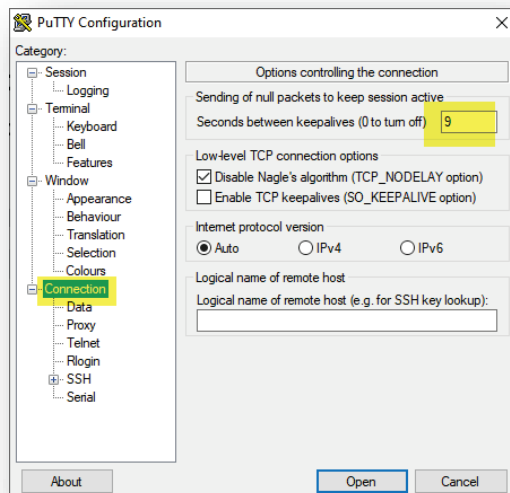 PuTTY Configuration
Category:
Session
Logging
Terminal
Keyboard
Bell
Features
Window
Appearance
Behaviour
Translation
Selection
Colours
Connection
Data
Proxy
Telnet
Rlogin
SSH
Serial
Options controlling the connection
Sending of null packets to keep session active
Seconds between keepalives (0 to turn off) 9
Low-level TCP connection options
Disable Nagle's algorithm (TCP_NODELAY option)
Enable TCP keepalives (SO_KEEPALIVE option)
Internet protocol version
Auto IPv4 IPv6
Logical name of remote host
Logical name of remote host (e.g. for SSH key lookup):
About Open Cancel